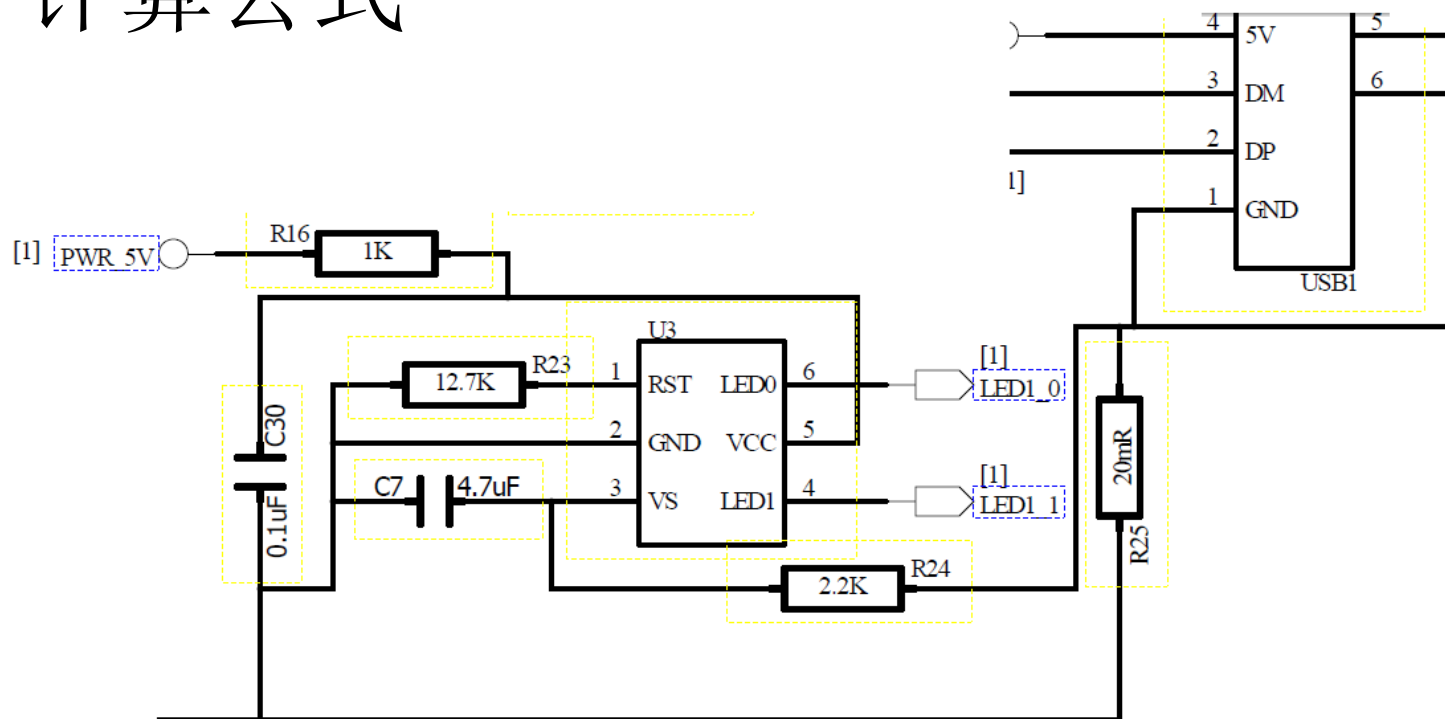 计算公式
4 5V 5
3 DM 6
2 DP
1]
1 GND
USB1
[1] PWR_5V R16 1K
U3
12.7K R23 1 RST LED0 6 [1] LED1_0
2 GND VCC 5
C7 4.7uF 3 VS LED1 4 [1] LED1_1
C30 0.1uF
2.2K R24
20mR R25